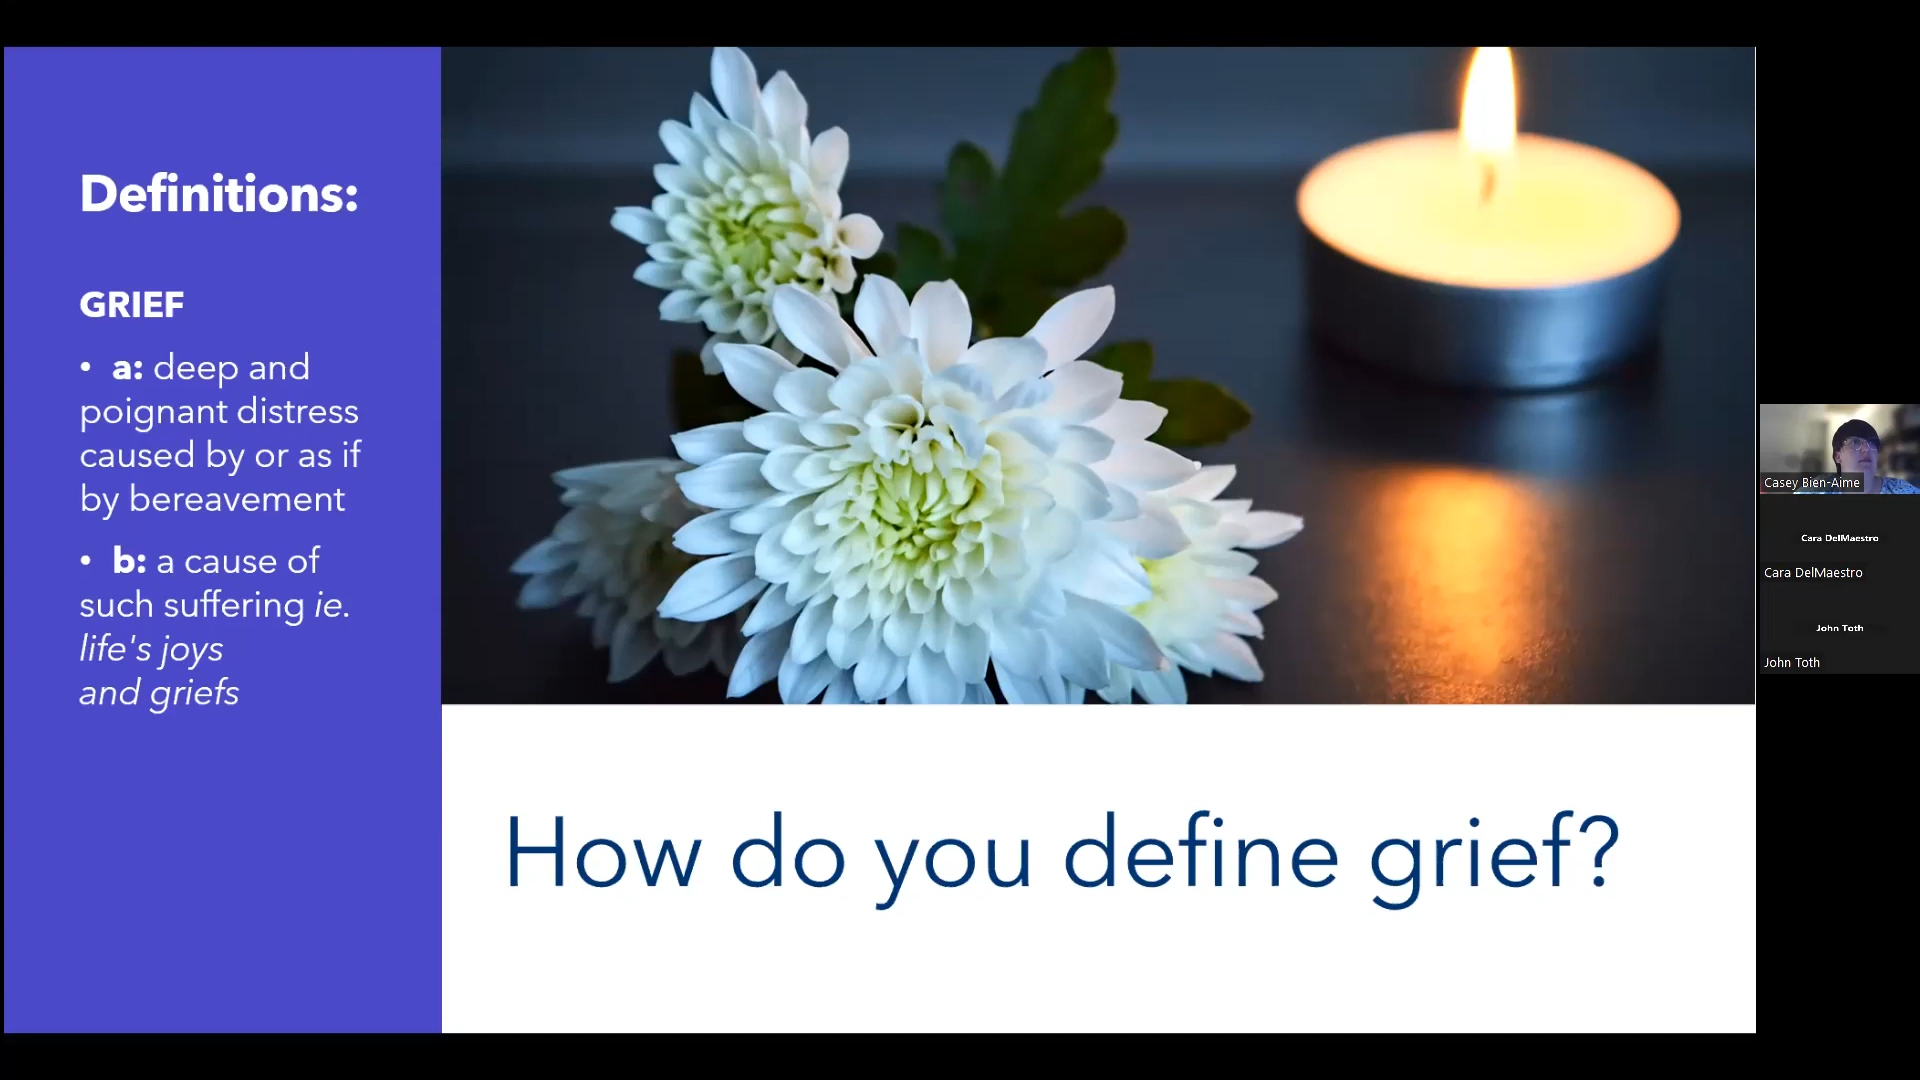 Definitions:
GRIEF
• a: deep and
poignant distress
caused by or as if
by bereavement
• b: a cause of
such suffering ie.
life's joys
and griefs
How do you define grief?
Casey Bien-Aime
Cara DelMaestro
Cara DelMaestro
John Toth
John Toth